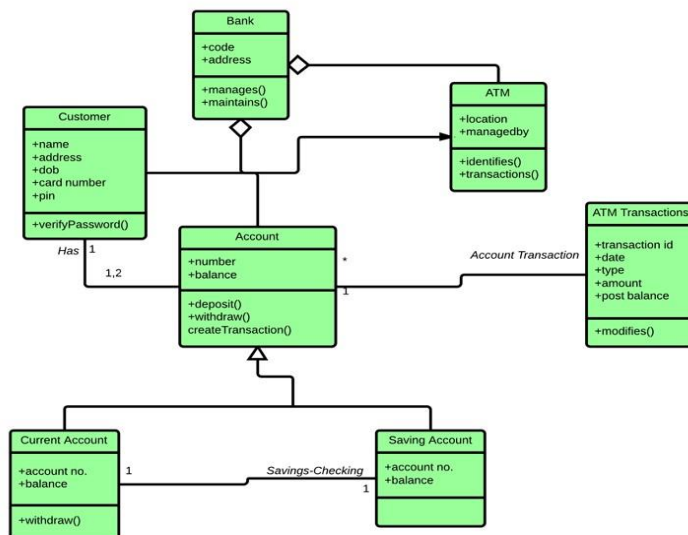 Bank
+code
+address
+manages()
+maintains()
ATM
+location
+managedby
+identifies()
+transactions()
Customer
+name
+address
+dob
+card number
+pin
+verifyPassword()
Has
1
1,2
Account
+number
+balance
+deposit()
+withdraw()
createTransaction()
*
1
Account Transaction
ATM Transactions
+transaction id
+date
+type
+amount
+post balance
+modifies()
Current Account
+account no.
+balance
+withdraw()
1
Savings-Checking
1
Saving Account
+account no.
+balance